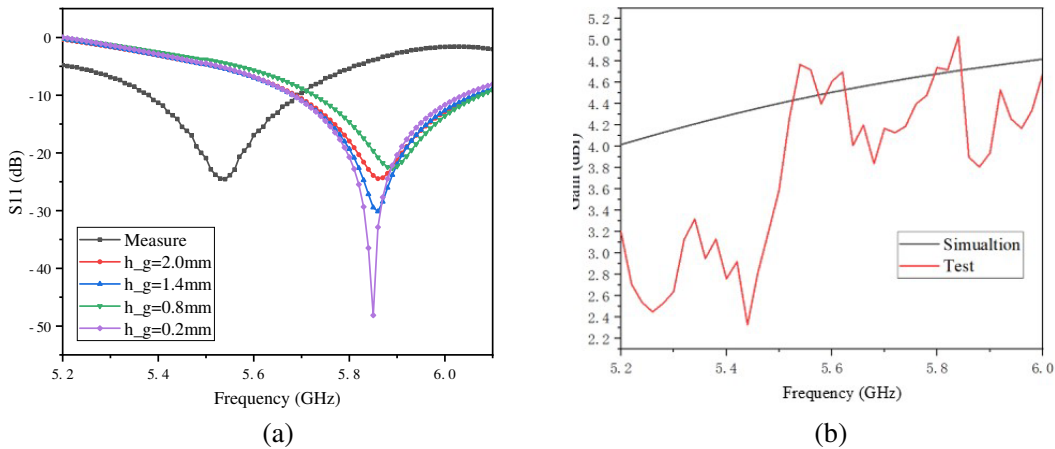 0
-10
-20
-30
-40
-50
S11 (dB)
Measure
h_g=2.0mm
h_g=1.4mm
h_g=0.8mm
h_g=0.2mm
5.2
5.4
5.6
5.8
6.0
Frequency (GHz)
(a)
5.2
5.0
4.8
4.6
4.4
4.2
4.0
3.8
3.6
3.4
3.2
3.0
2.8
2.6
2.4
2.2
Gain (dBi)
Simualtion
Test
5.2
5.4
5.6
5.8
6.0
Frequency (GHz)
(b)